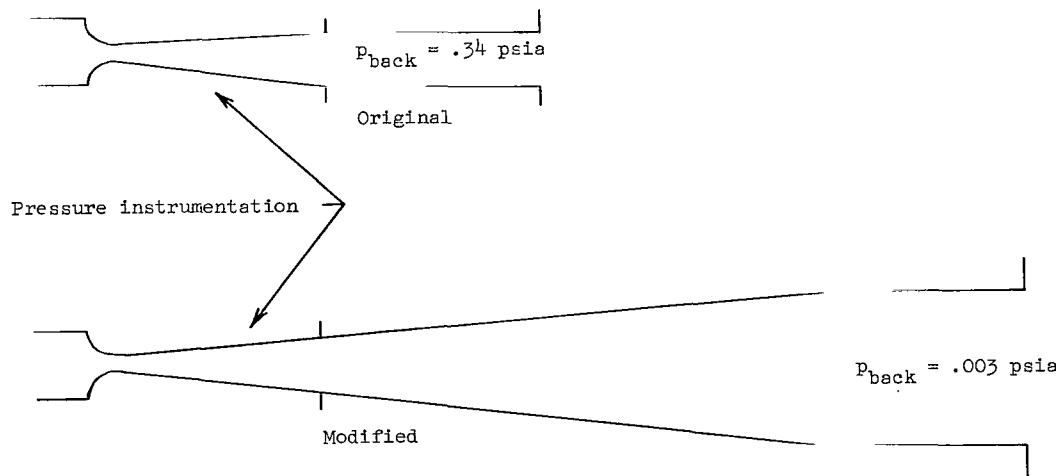 p_back = .34 psia
Original
Pressure instrumentation
p_back = .003 psia
Modified